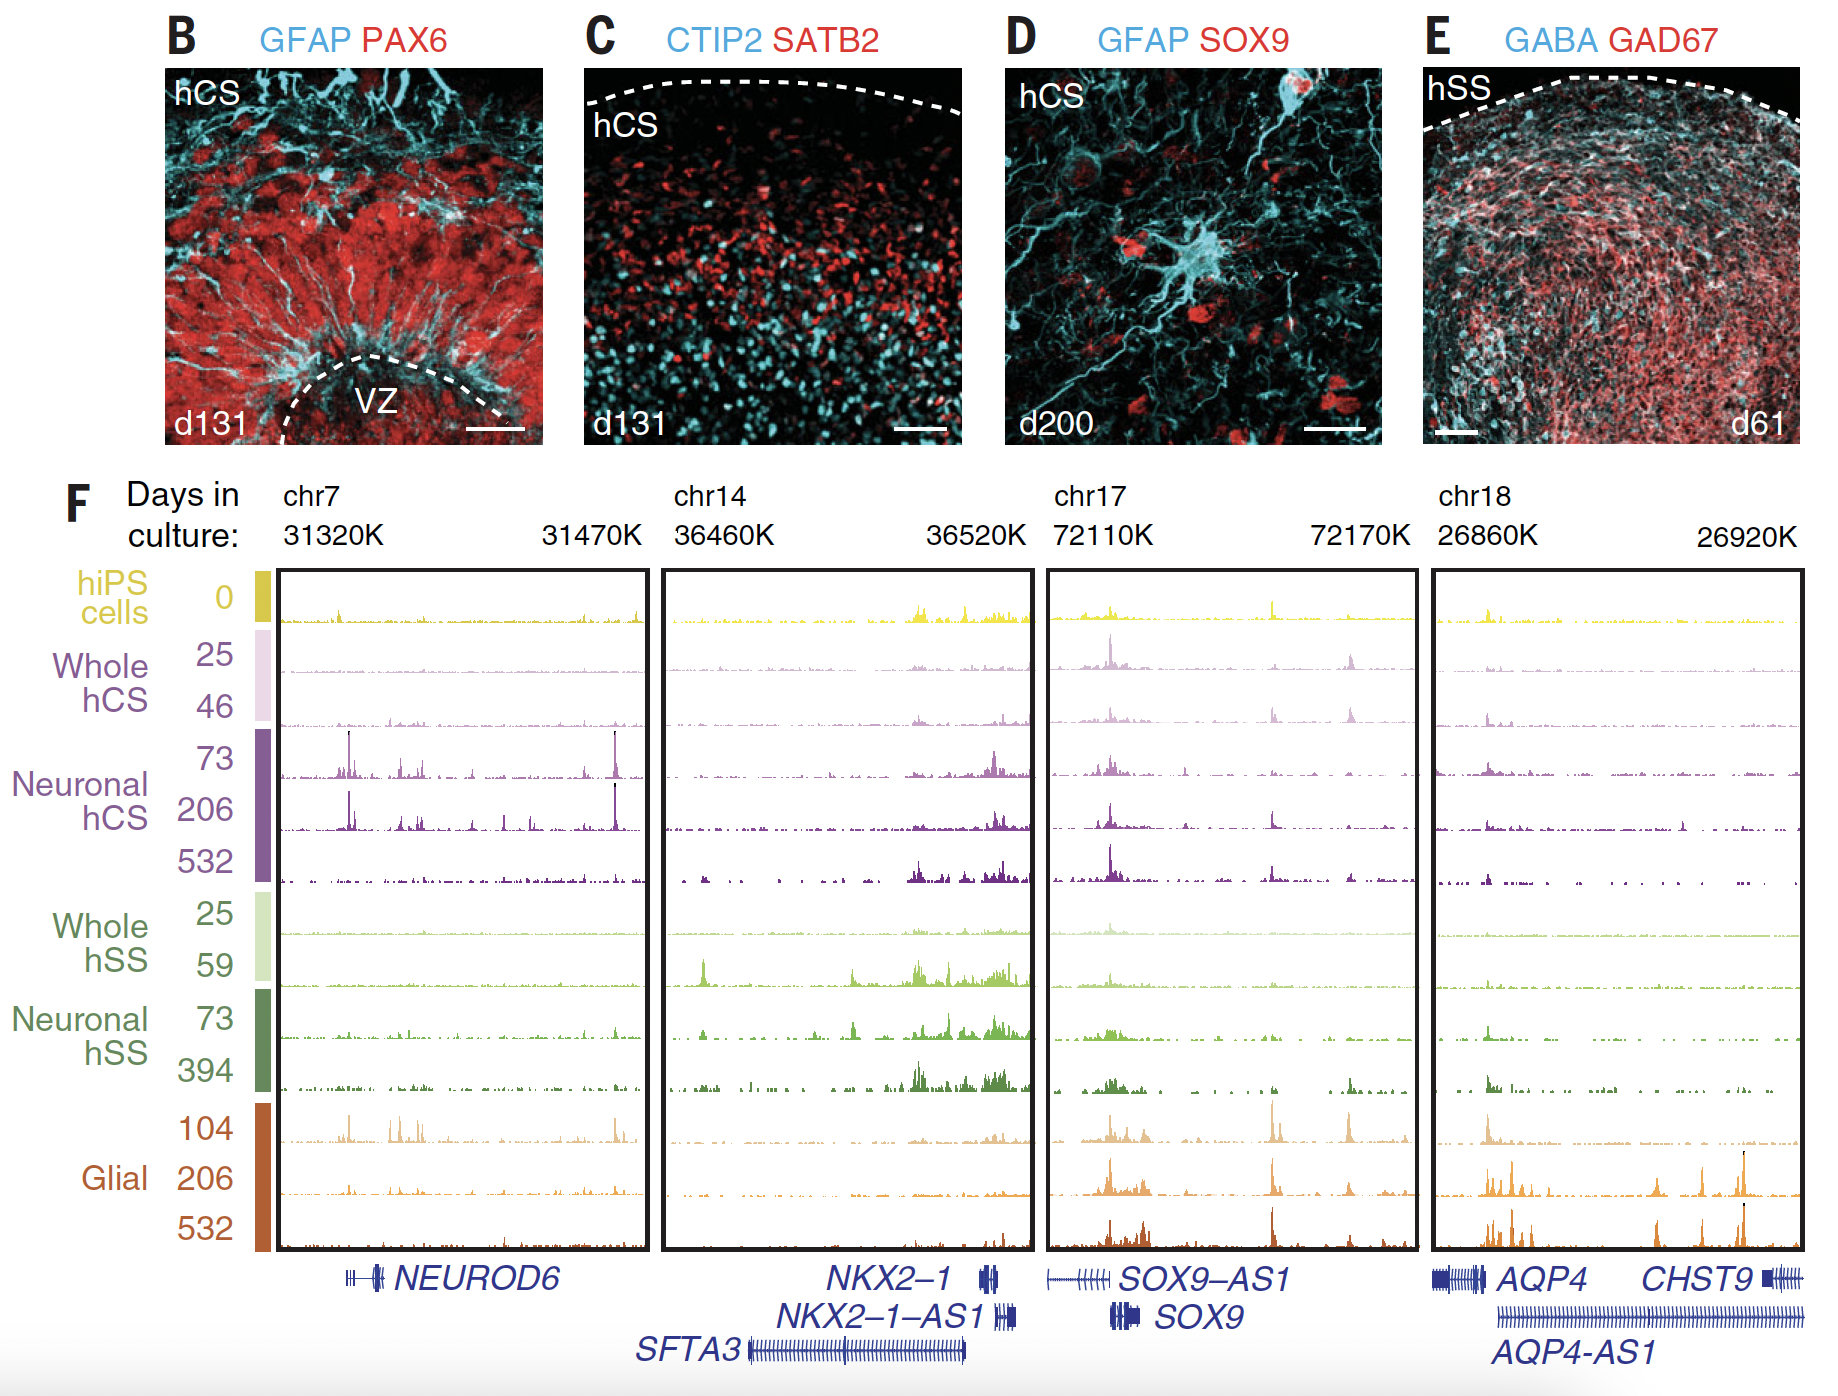 B GFAP PAX6
hCS
VZ
d131
C CTIP2 SATB2
hCS
d131
D GFAP SOX9
hCS
d200
E GABA GAD67
hSS
d61
F Days in culture:
chr7
31320K 31470K
chr14
36460K 36520K
chr17
72110K 72170K
chr18
26860K 26920K
hiPS cells 0
Whole hCS 25
46
Neuronal hCS 73
206
532
Whole hSS 25
59
Neuronal hSS 73
394
Glial 104
206
532
NEUROD6
NKX2–1
NKX2–1–AS1
SFTA3
SOX9–AS1
SOX9
AQP4 CHST9
AQP4-AS1